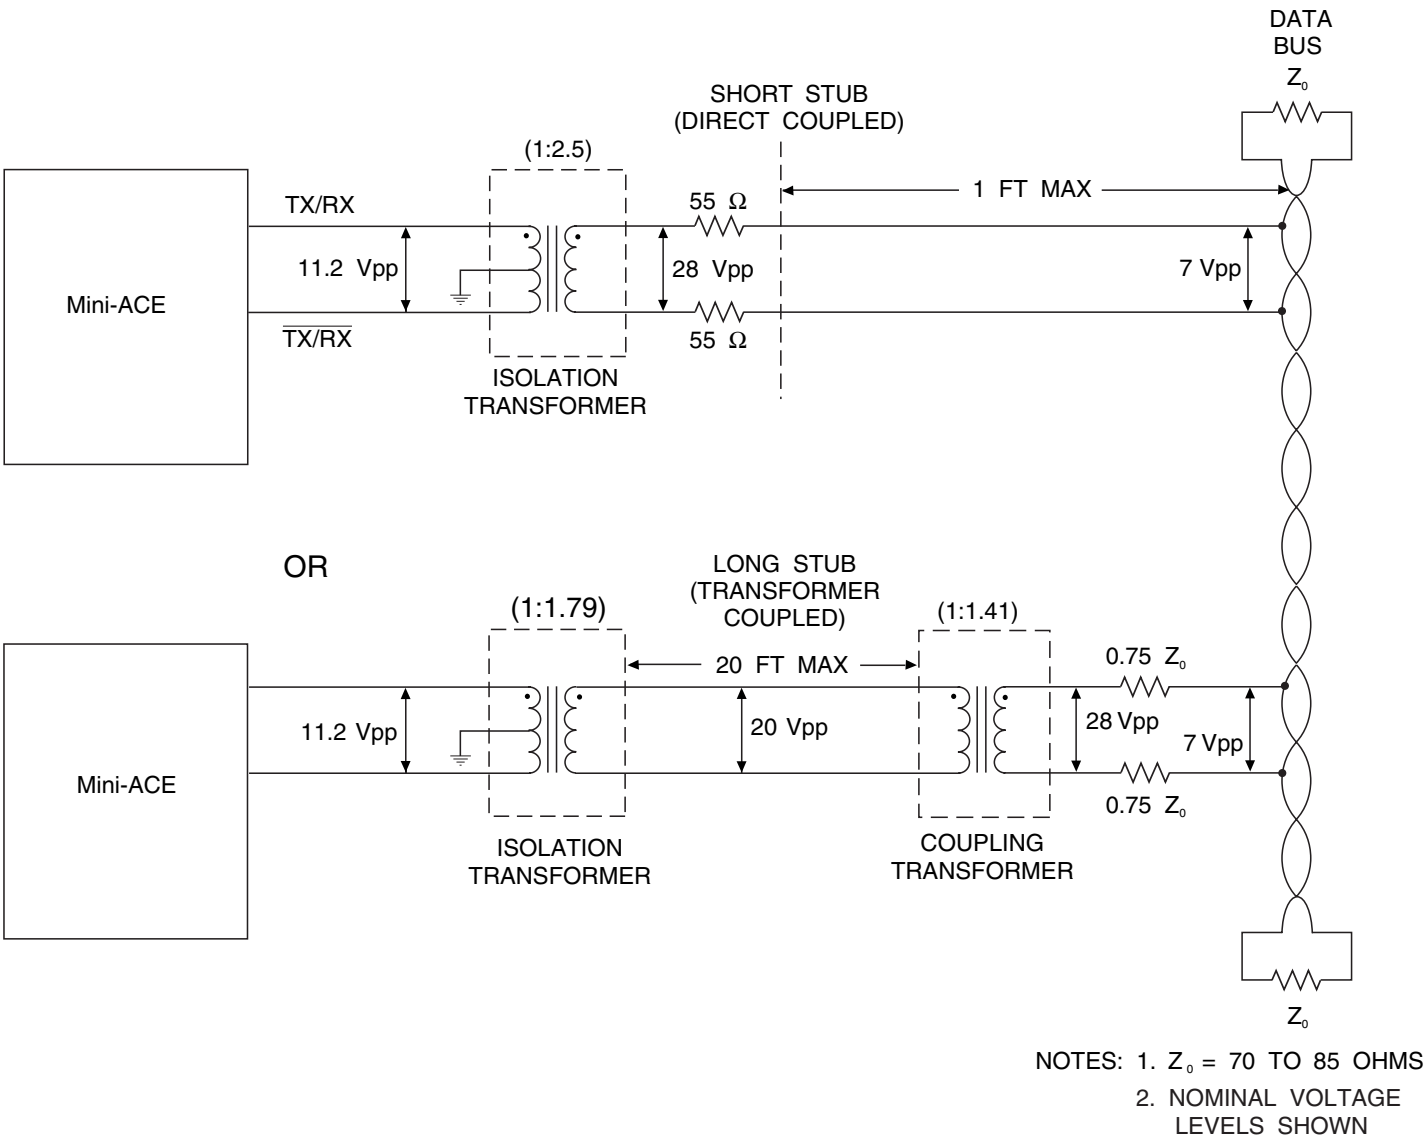 DATA
BUS
Z₀
SHORT STUB
(DIRECT COUPLED)
(1:2.5)
1 FT MAX
TX/RX
55 Ω
11.2 Vpp
28 Vpp
7 Vpp
Mini-ACE
TX/RX
55 Ω
ISOLATION
TRANSFORMER
OR
LONG STUB
(TRANSFORMER
COUPLED)
(1:1.79)
(1:1.41)
20 FT MAX
0.75 Z₀
11.2 Vpp
20 Vpp
28 Vpp
7 Vpp
Mini-ACE
0.75 Z₀
ISOLATION
TRANSFORMER
COUPLING
TRANSFORMER
Z₀
NOTES: 1. Z₀ = 70 TO 85 OHMS
2. NOMINAL VOLTAGE
LEVELS SHOWN